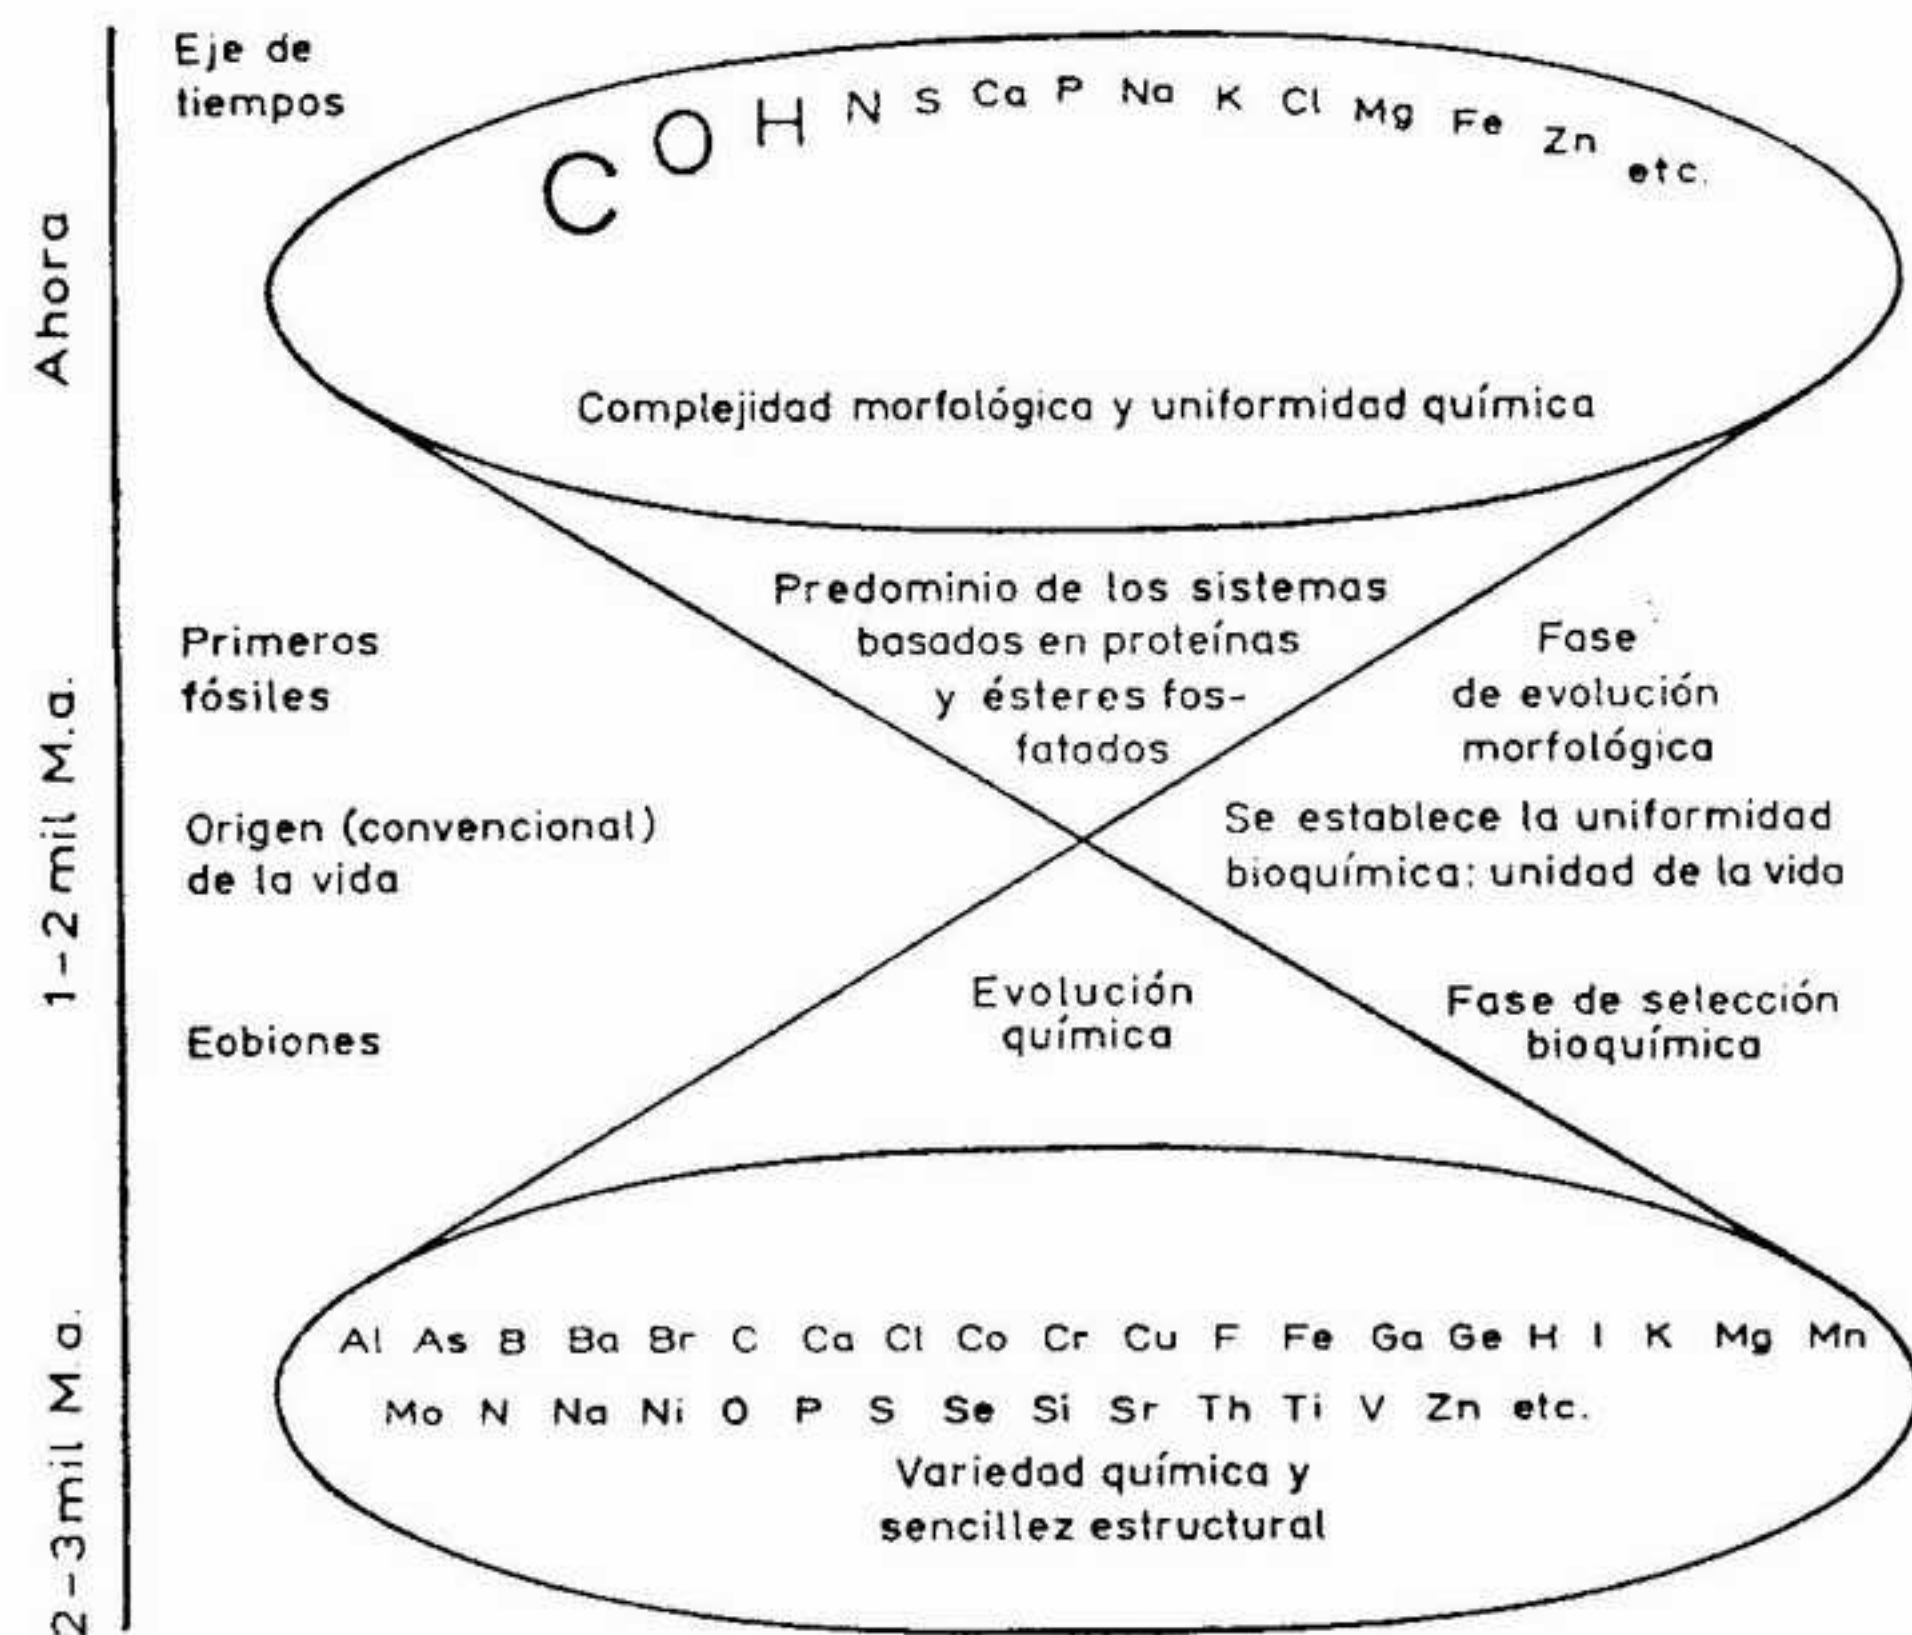 Eje de
tiempos
C O H N S Ca P Na K Cl Mg Fe Zn etc.
Ahora
Complejidad morfológica y uniformidad química
Predominio de los sistemas
basados en proteínas
y ésteres fos-
fatados
Primeros
fósiles
Fase
de evolución
morfológica
1-2 mil M.a.
Origen (convencional)
de la vida
Se establece la uniformidad
bioquímica: unidad de la vida
Evolución
química
Eobiones
Fase de selección
bioquímica
2-3 mil M.a.
Al As B Ba Br C Ca Cl Co Cr Cu F Fe Ga Ge H I K Mg Mn
Mo N Na Ni O P S Se Si Sr Th Ti V Zn etc.
Variedad química y
sencillez estructural